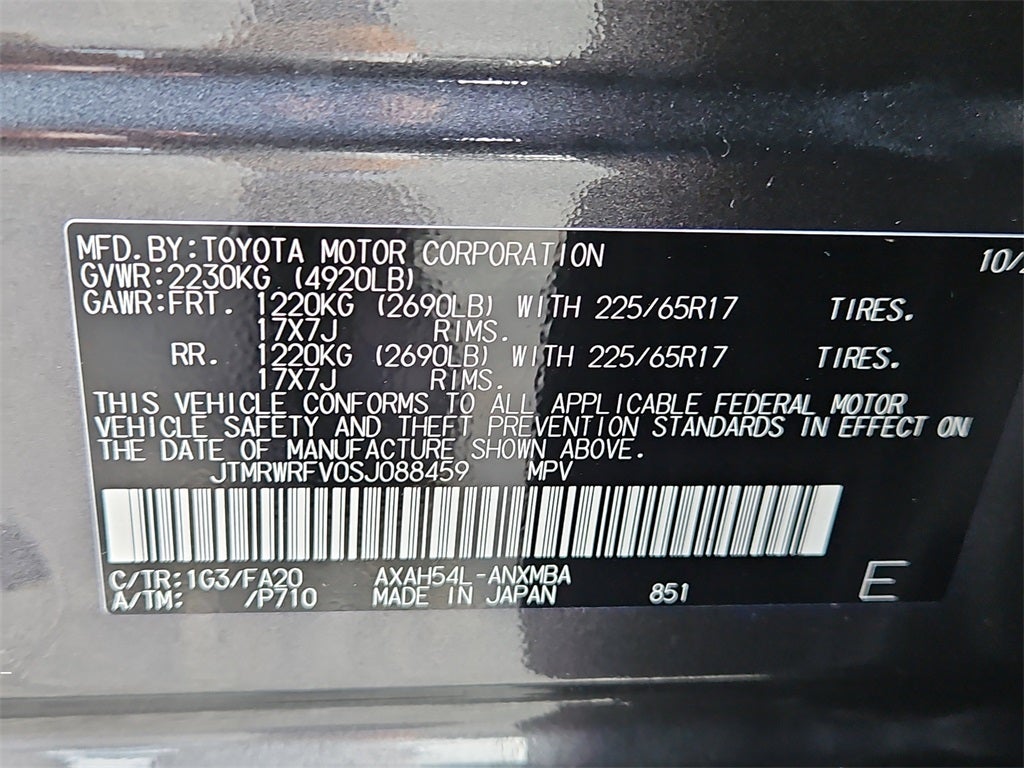 MFD.BY:TOYOTA MOTOR CORPORATION 10/
GVWR:2230KG (4920LB)
GAWR:FRT. 1220KG (2690LB) WITH 225/65R17 TIRES.
17X7J RIMS.
RR. 1220KG (2690LB) WITH 225/65R17 TIRES.
17X7J RIMS.
THIS VEHICLE CONFORMS TO ALL APPLICABLE FEDERAL MOTOR
VEHICLE SAFETY AND THEFT PREVENTION STANDARDS IN EFFECT ON
THE DATE OF MANUFACTURE SHOWN ABOVE.
JTMRWRFV0SJ088459 MPV
C/TR:1G3/FA20 AXAH54L-ANXMBA
A/TM: /P710 MADE IN JAPAN 851 E